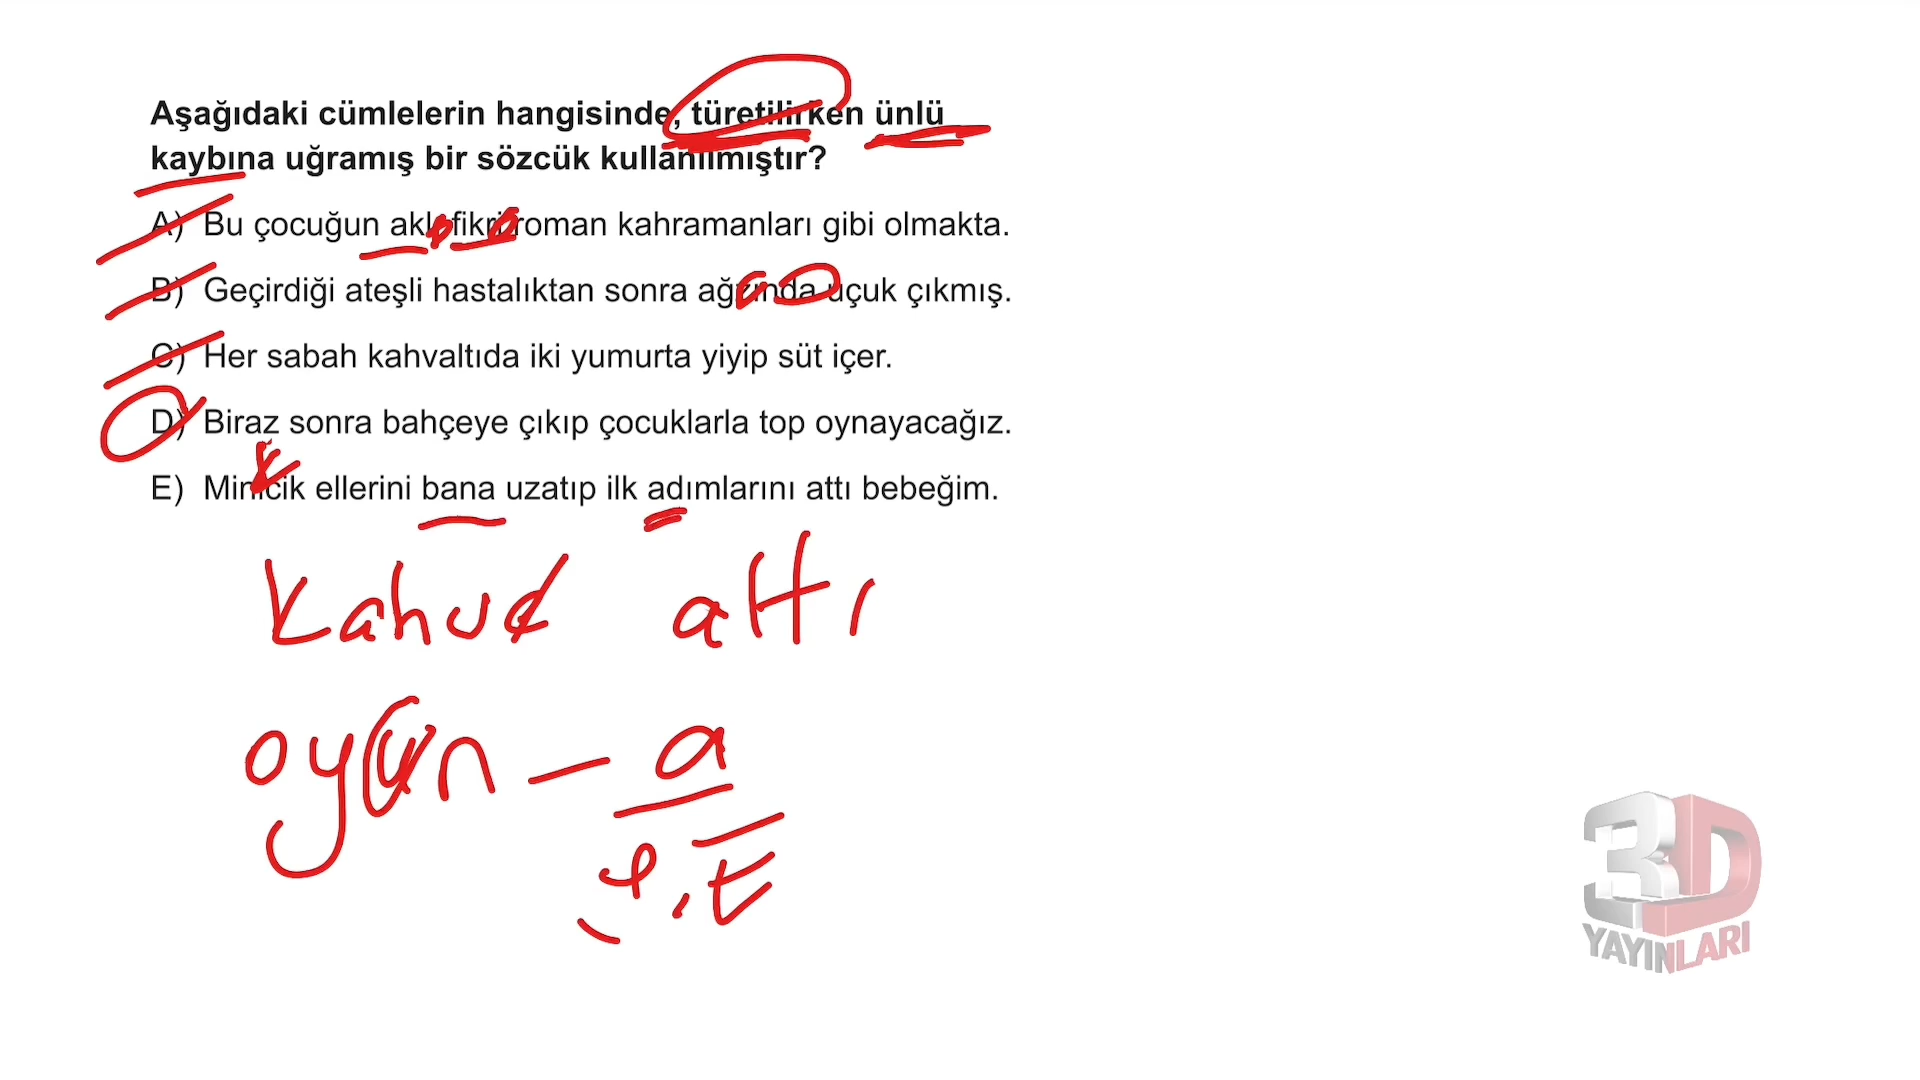 Aşağıdaki cümlelerin hangisinde, türetilirken ünlü
kaybına uğramış bir sözcük kullanılmıştır?
A) Bu çocuğun aklı fikri roman kahramanları gibi olmakta.
B) Geçirdiği ateşli hastalıktan sonra ağzında uçuk çıkmış.
C) Her sabah kahvaltıda iki yumurta yiyip süt içer.
D) Biraz sonra bahçeye çıkıp çocuklarla top oynayacağız.
E) Minicik ellerini bana uzatıp ilk adımlarını attı bebeğim.
kahve altı
oyun - a
3D
YAYINLARI